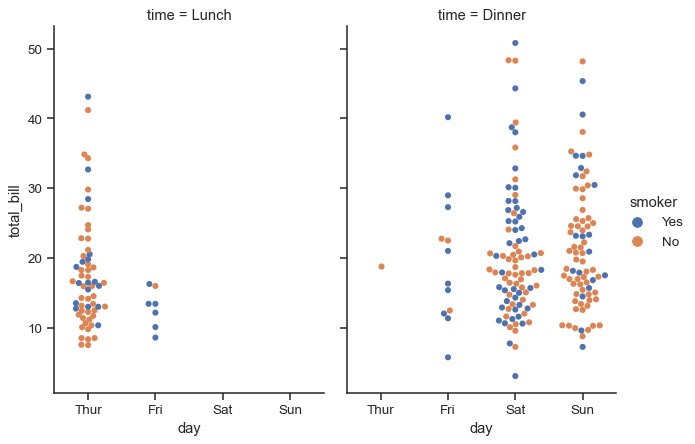 time = Lunch
time = Dinner
50
40
30
20
10
total_bill
Thur Fri Sat Sun
day
Thur Fri Sat Sun
day
smoker
Yes
No